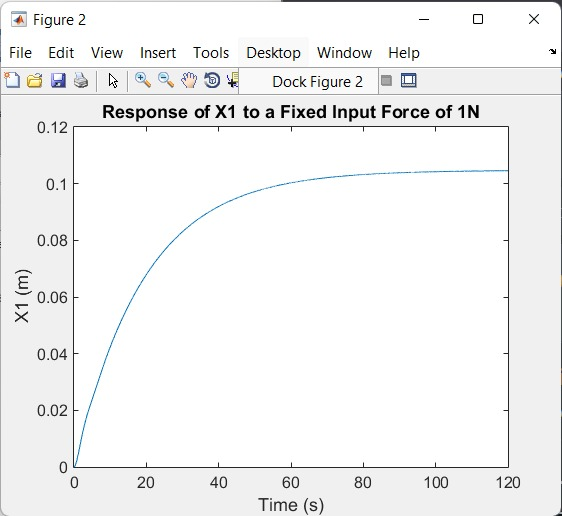 Figure 2
File Edit View Insert Tools Desktop Window Help
Dock Figure 2
Response of X1 to a Fixed Input Force of 1N
0.12
0.1
0.08
0.06
0.04
0.02
0
X1 (m)
0 20 40 60 80 100 120
Time (s)